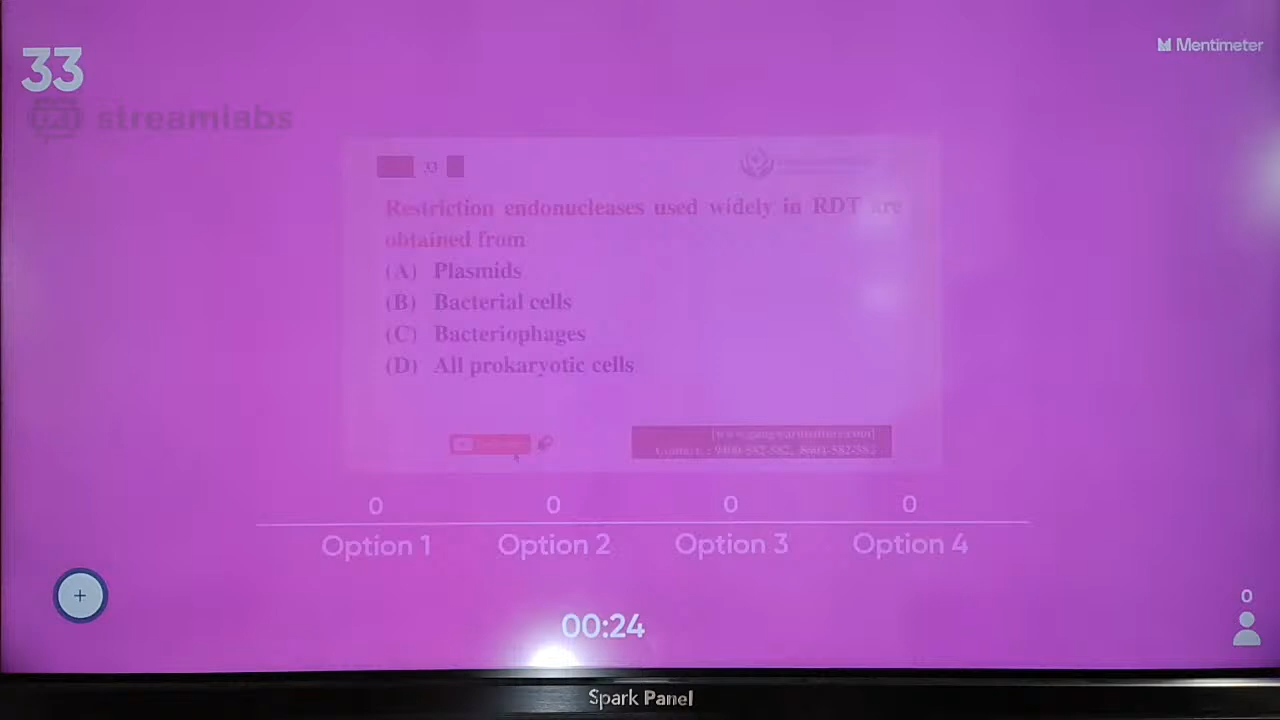 33
Mentimeter
streamlabs
33
Restriction endonucleases used widely in RDT are
obtained from
(A) Plasmids
(B) Bacterial cells
(C) Bacteriophages
(D) All prokaryotic cells
0 0 0 0
Option 1 Option 2 Option 3 Option 4
00:24
0
Spark Panel